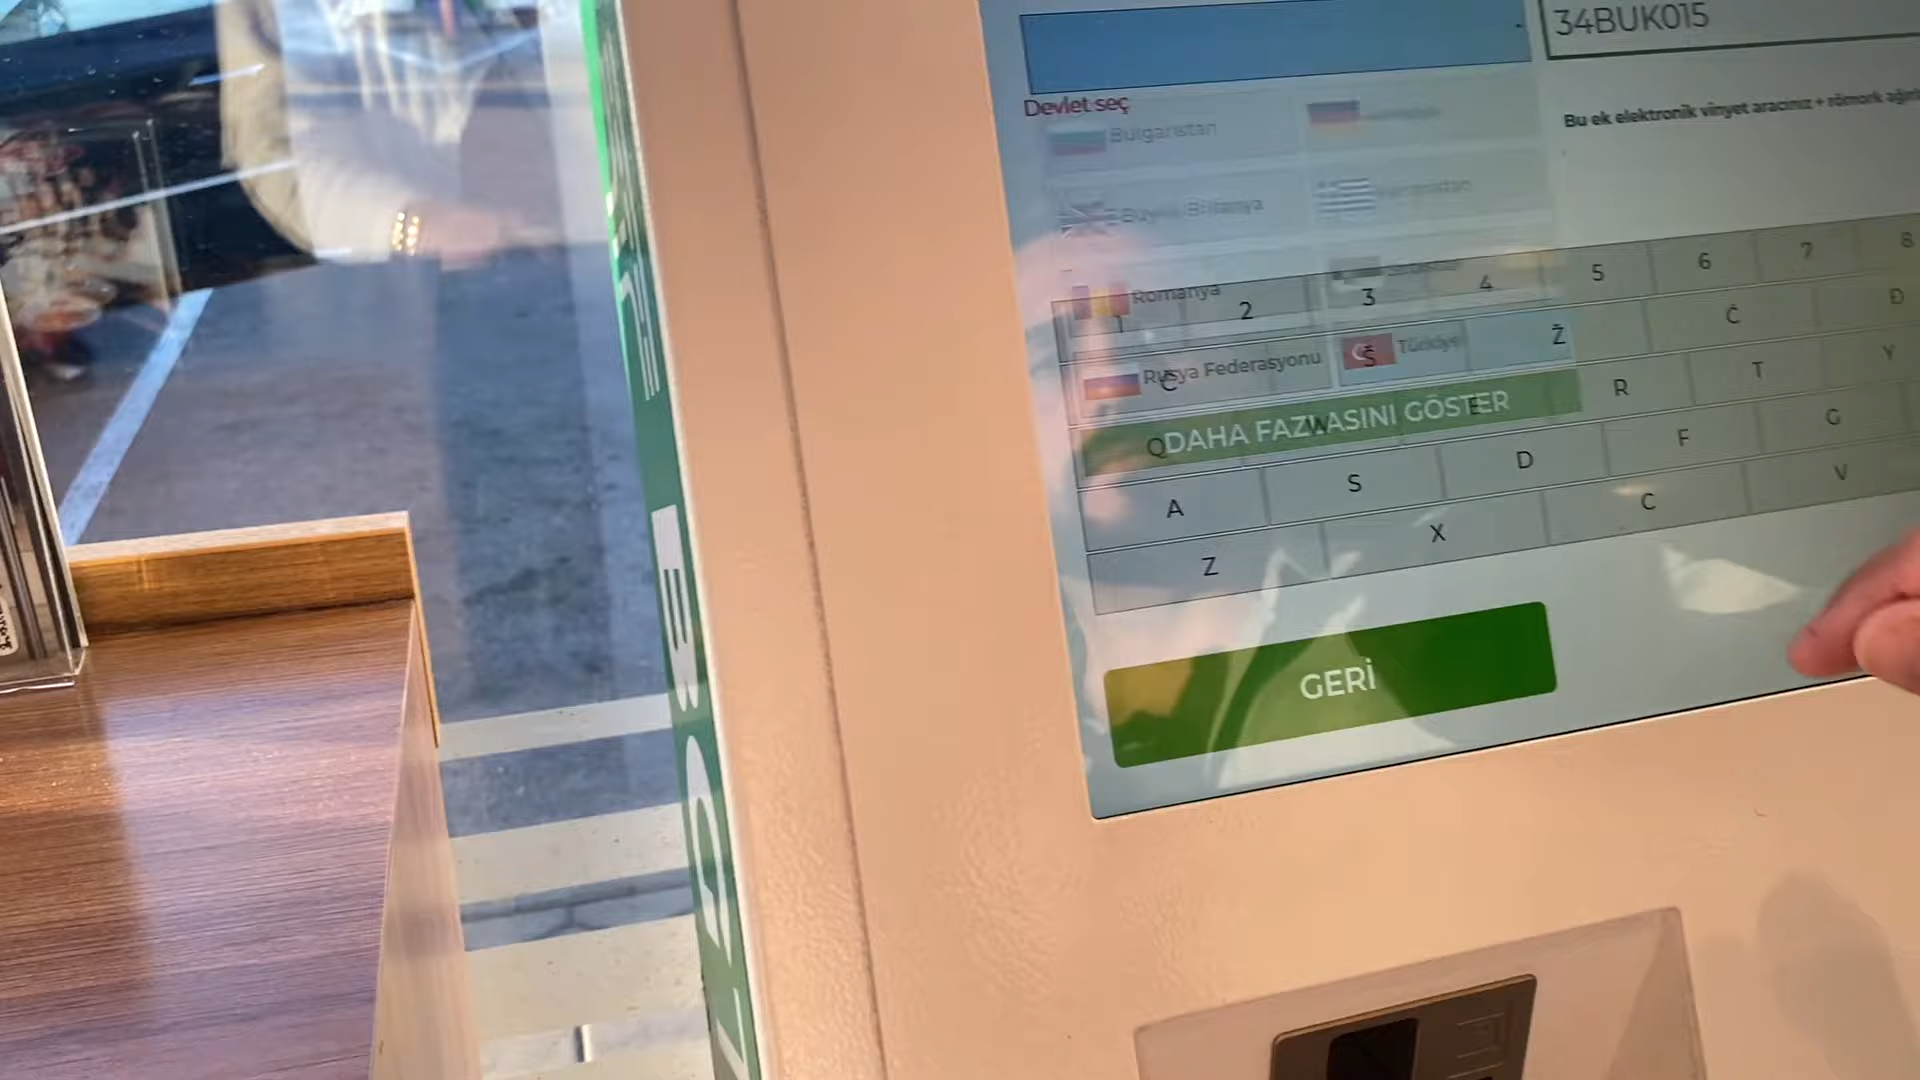 34BUK015
Devlet seç
Bu ek elektronik vinyet aracınız + römork ağırlı
Bulgaristan
Büyük Britanya
Romanya
Rusya Federasyonu
Türkiye
DAHA FAZLASINI GÖSTER
1 2 3 4 5 6 7 8
Č Š Ž Ć Đ
Q W E R T Y
A S D F G
Z X C V
GERİ